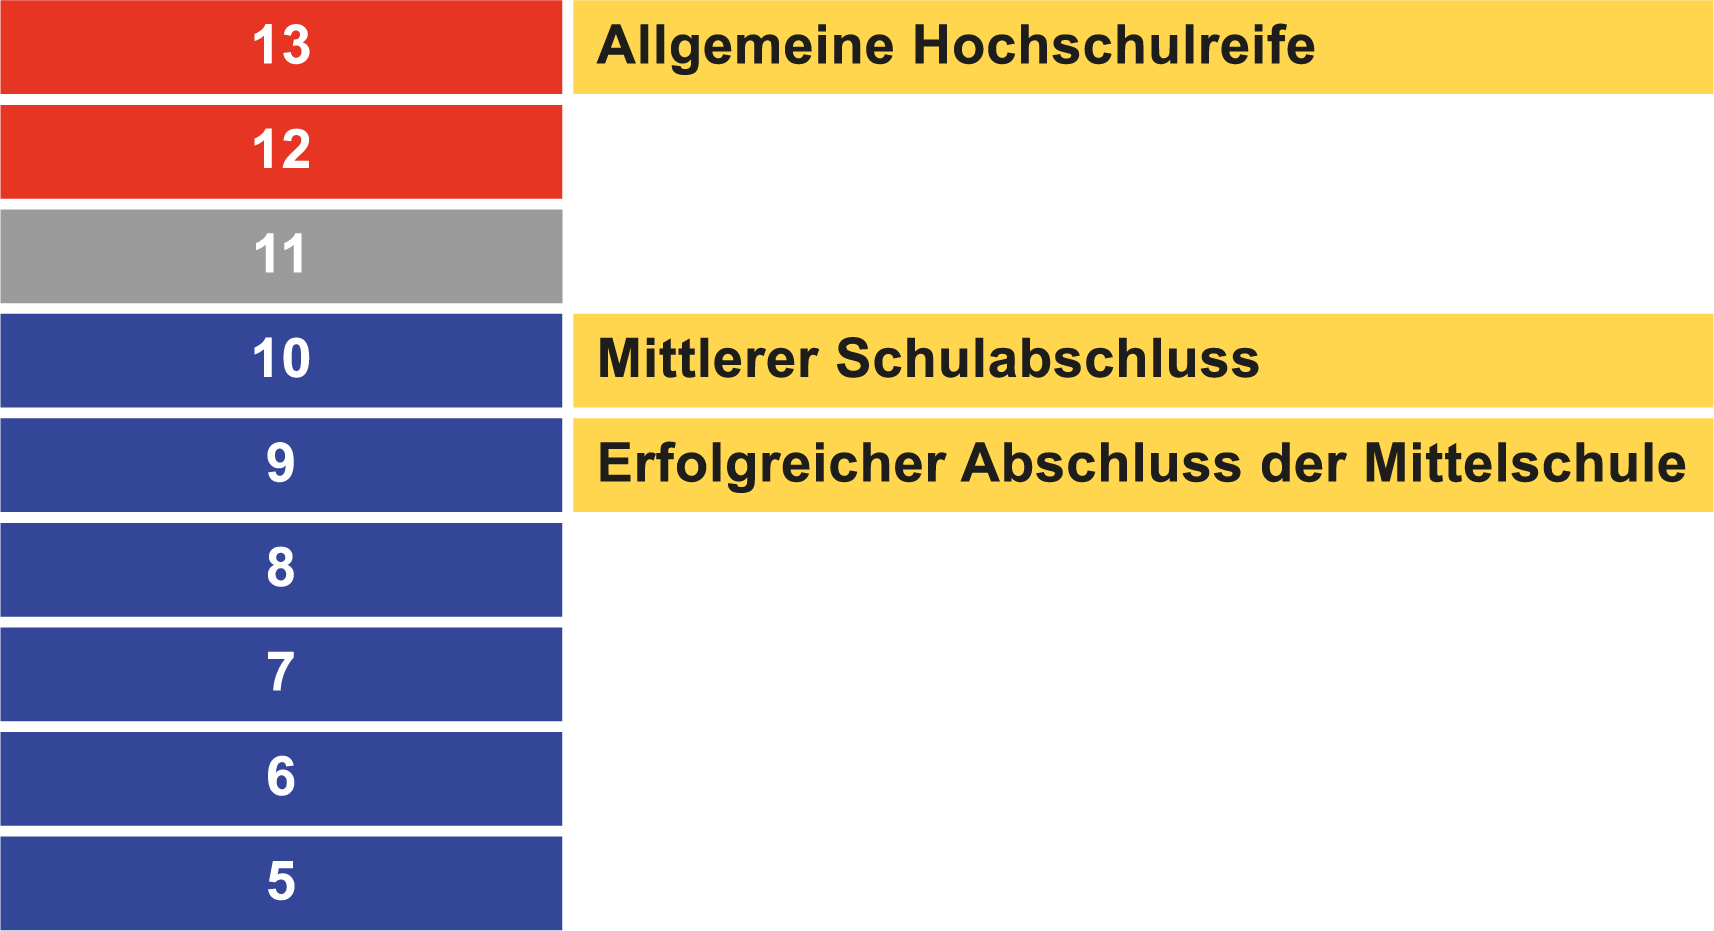 13 Allgemeine Hochschulreife
12
11
10 Mittlerer Schulabschluss
9 Erfolgreicher Abschluss der Mittelschule
8
7
6
5